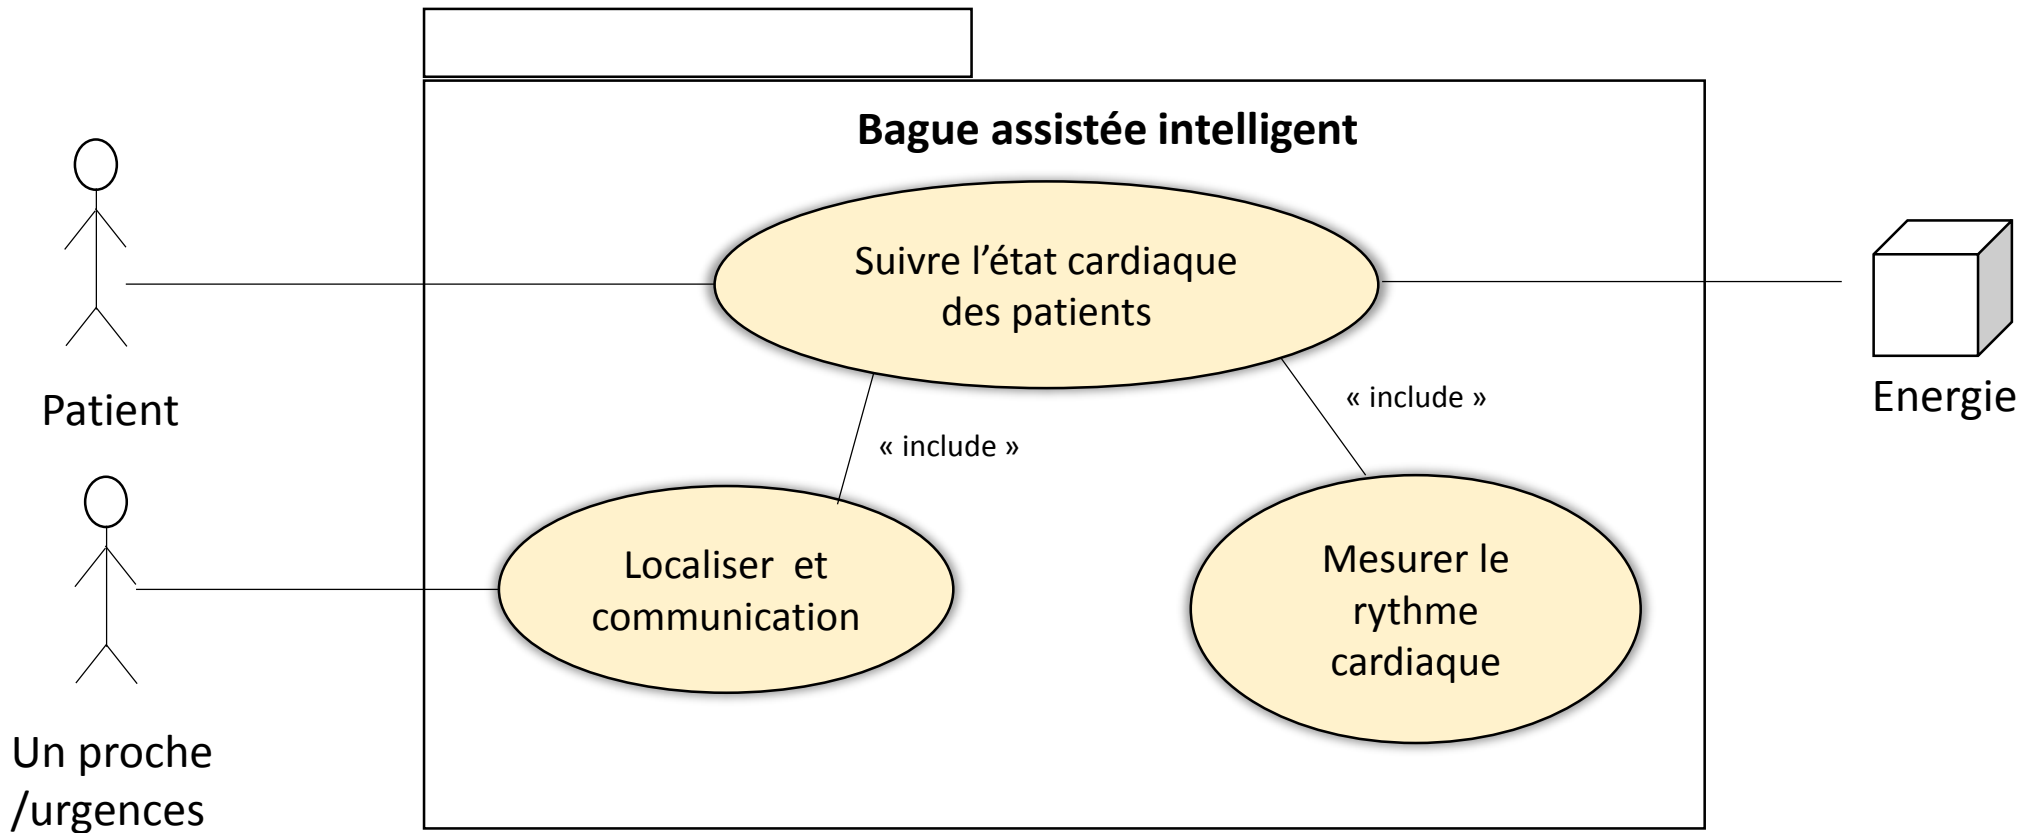 Bague assistée intelligent
Suivre l’état cardiaque
des patients
Patient
Energie
« include »
« include »
Localiser  et
communication
Mesurer le
rythme
cardiaque
Un proche
/urgences